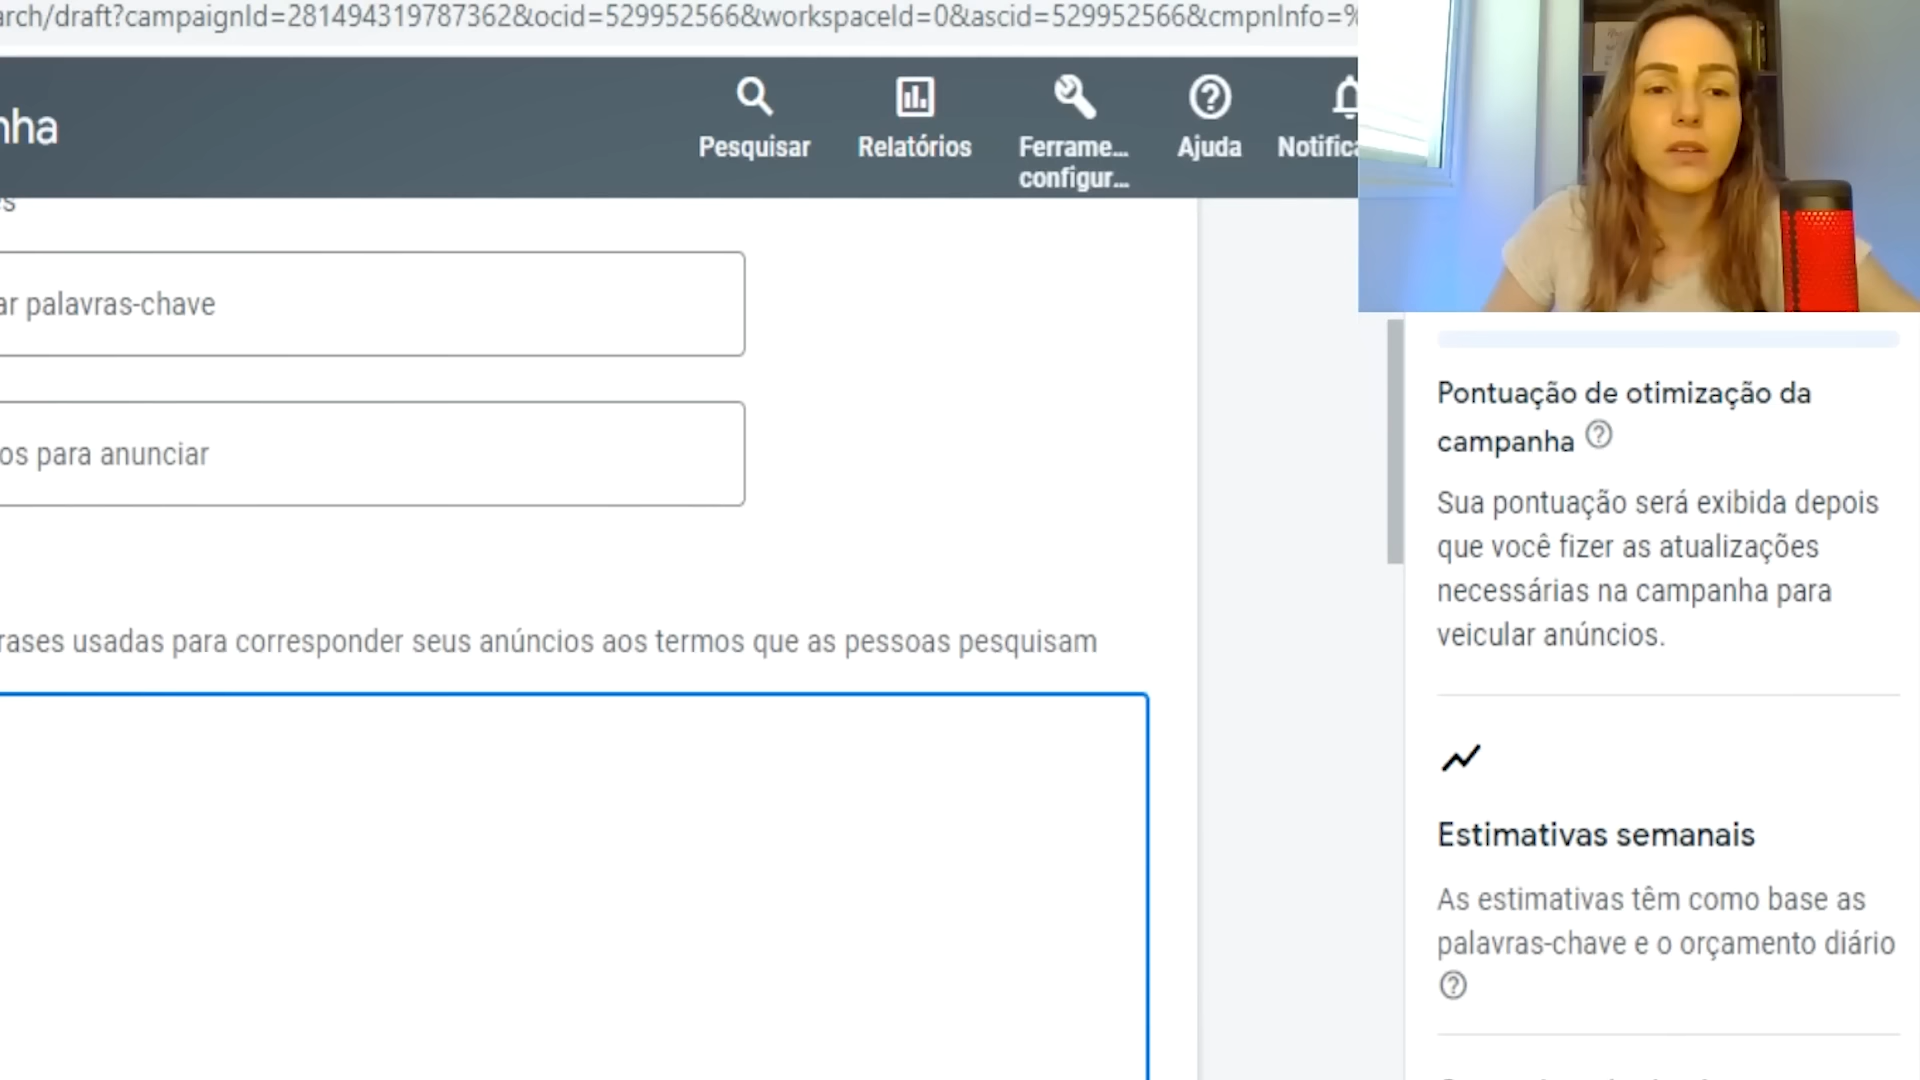 arch/draft?campaignId=281494319787362&ocid=529952566&workspaceId=0&ascid=529952566&cmpnInfo=%
nha
Pesquisar
Relatórios
Ferrame...
configur...
Ajuda
Notifica
es
ar palavras-chave
os para anunciar
rases usadas para corresponder seus anúncios aos termos que as pessoas pesquisam
Pontuação de otimização da
campanha
Sua pontuação será exibida depois
que você fizer as atualizações
necessárias na campanha para
veicular anúncios.
Estimativas semanais
As estimativas têm como base as
palavras-chave e o orçamento diário